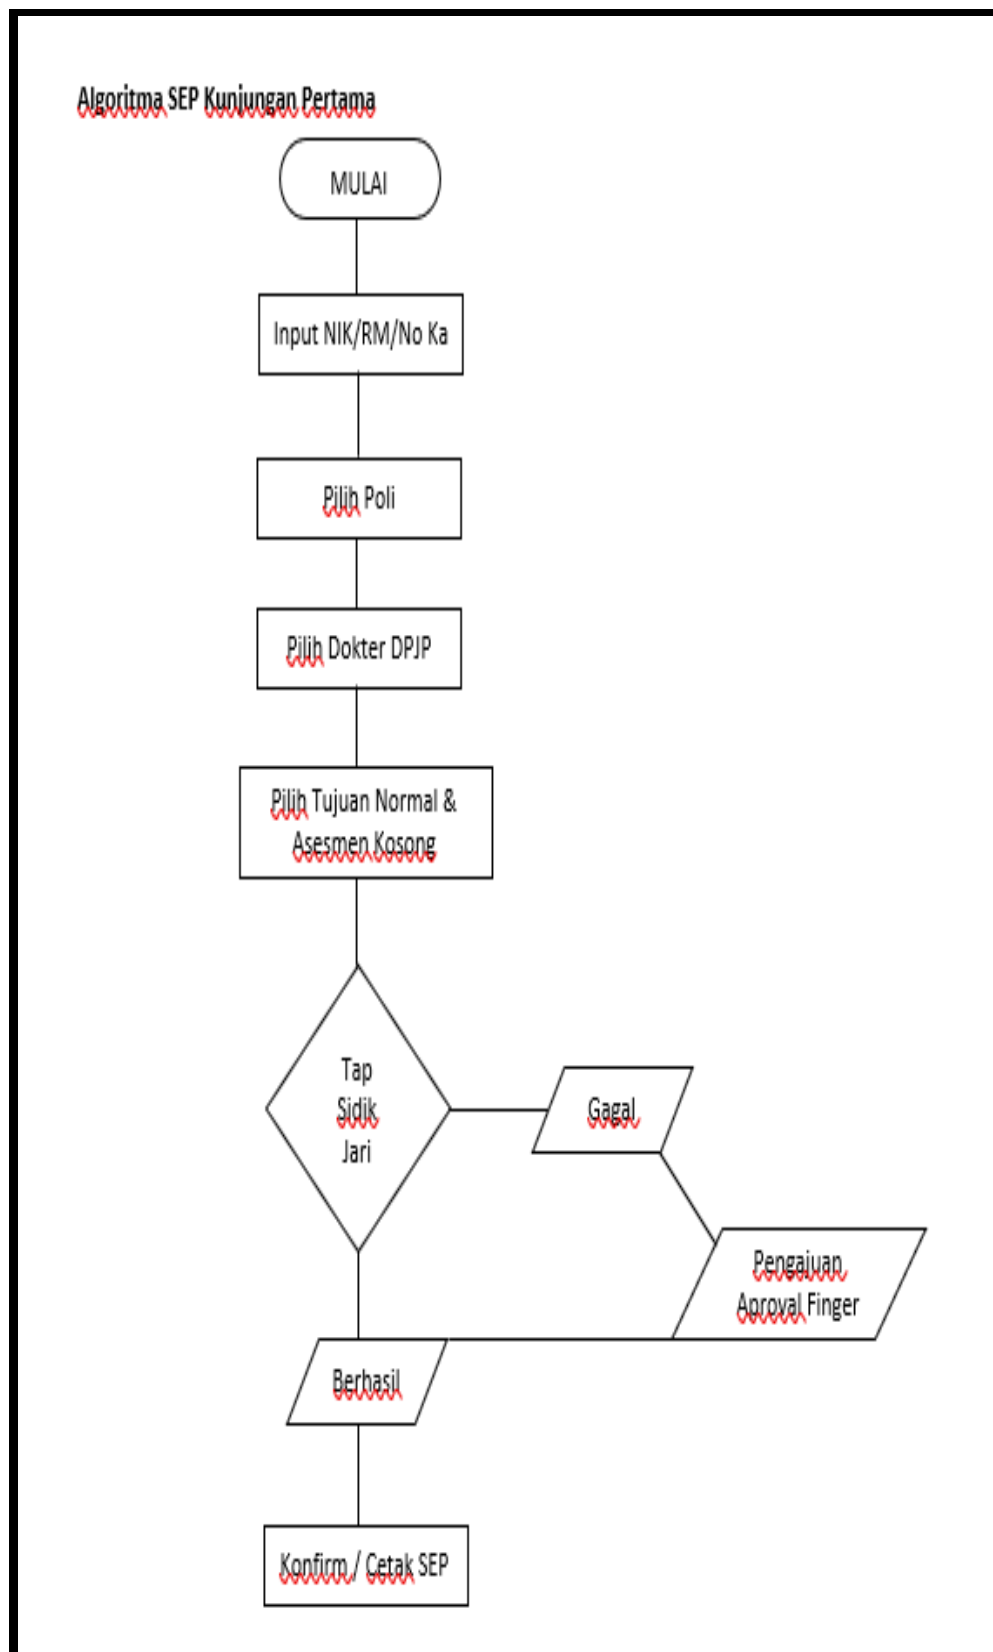 Algoritma SEP Kunjungan Pertama
MULAI
Input NIK/RM/No Ka
Pilih Poli
Pilih Dokter DPJP
Pilih Tujuan Normal &
Asesmen Kosong
Tap
Sidik
Jari
Gagal
Pengajuan
Aproval Finger
Berhasil
Konfirm / Cetak SEP